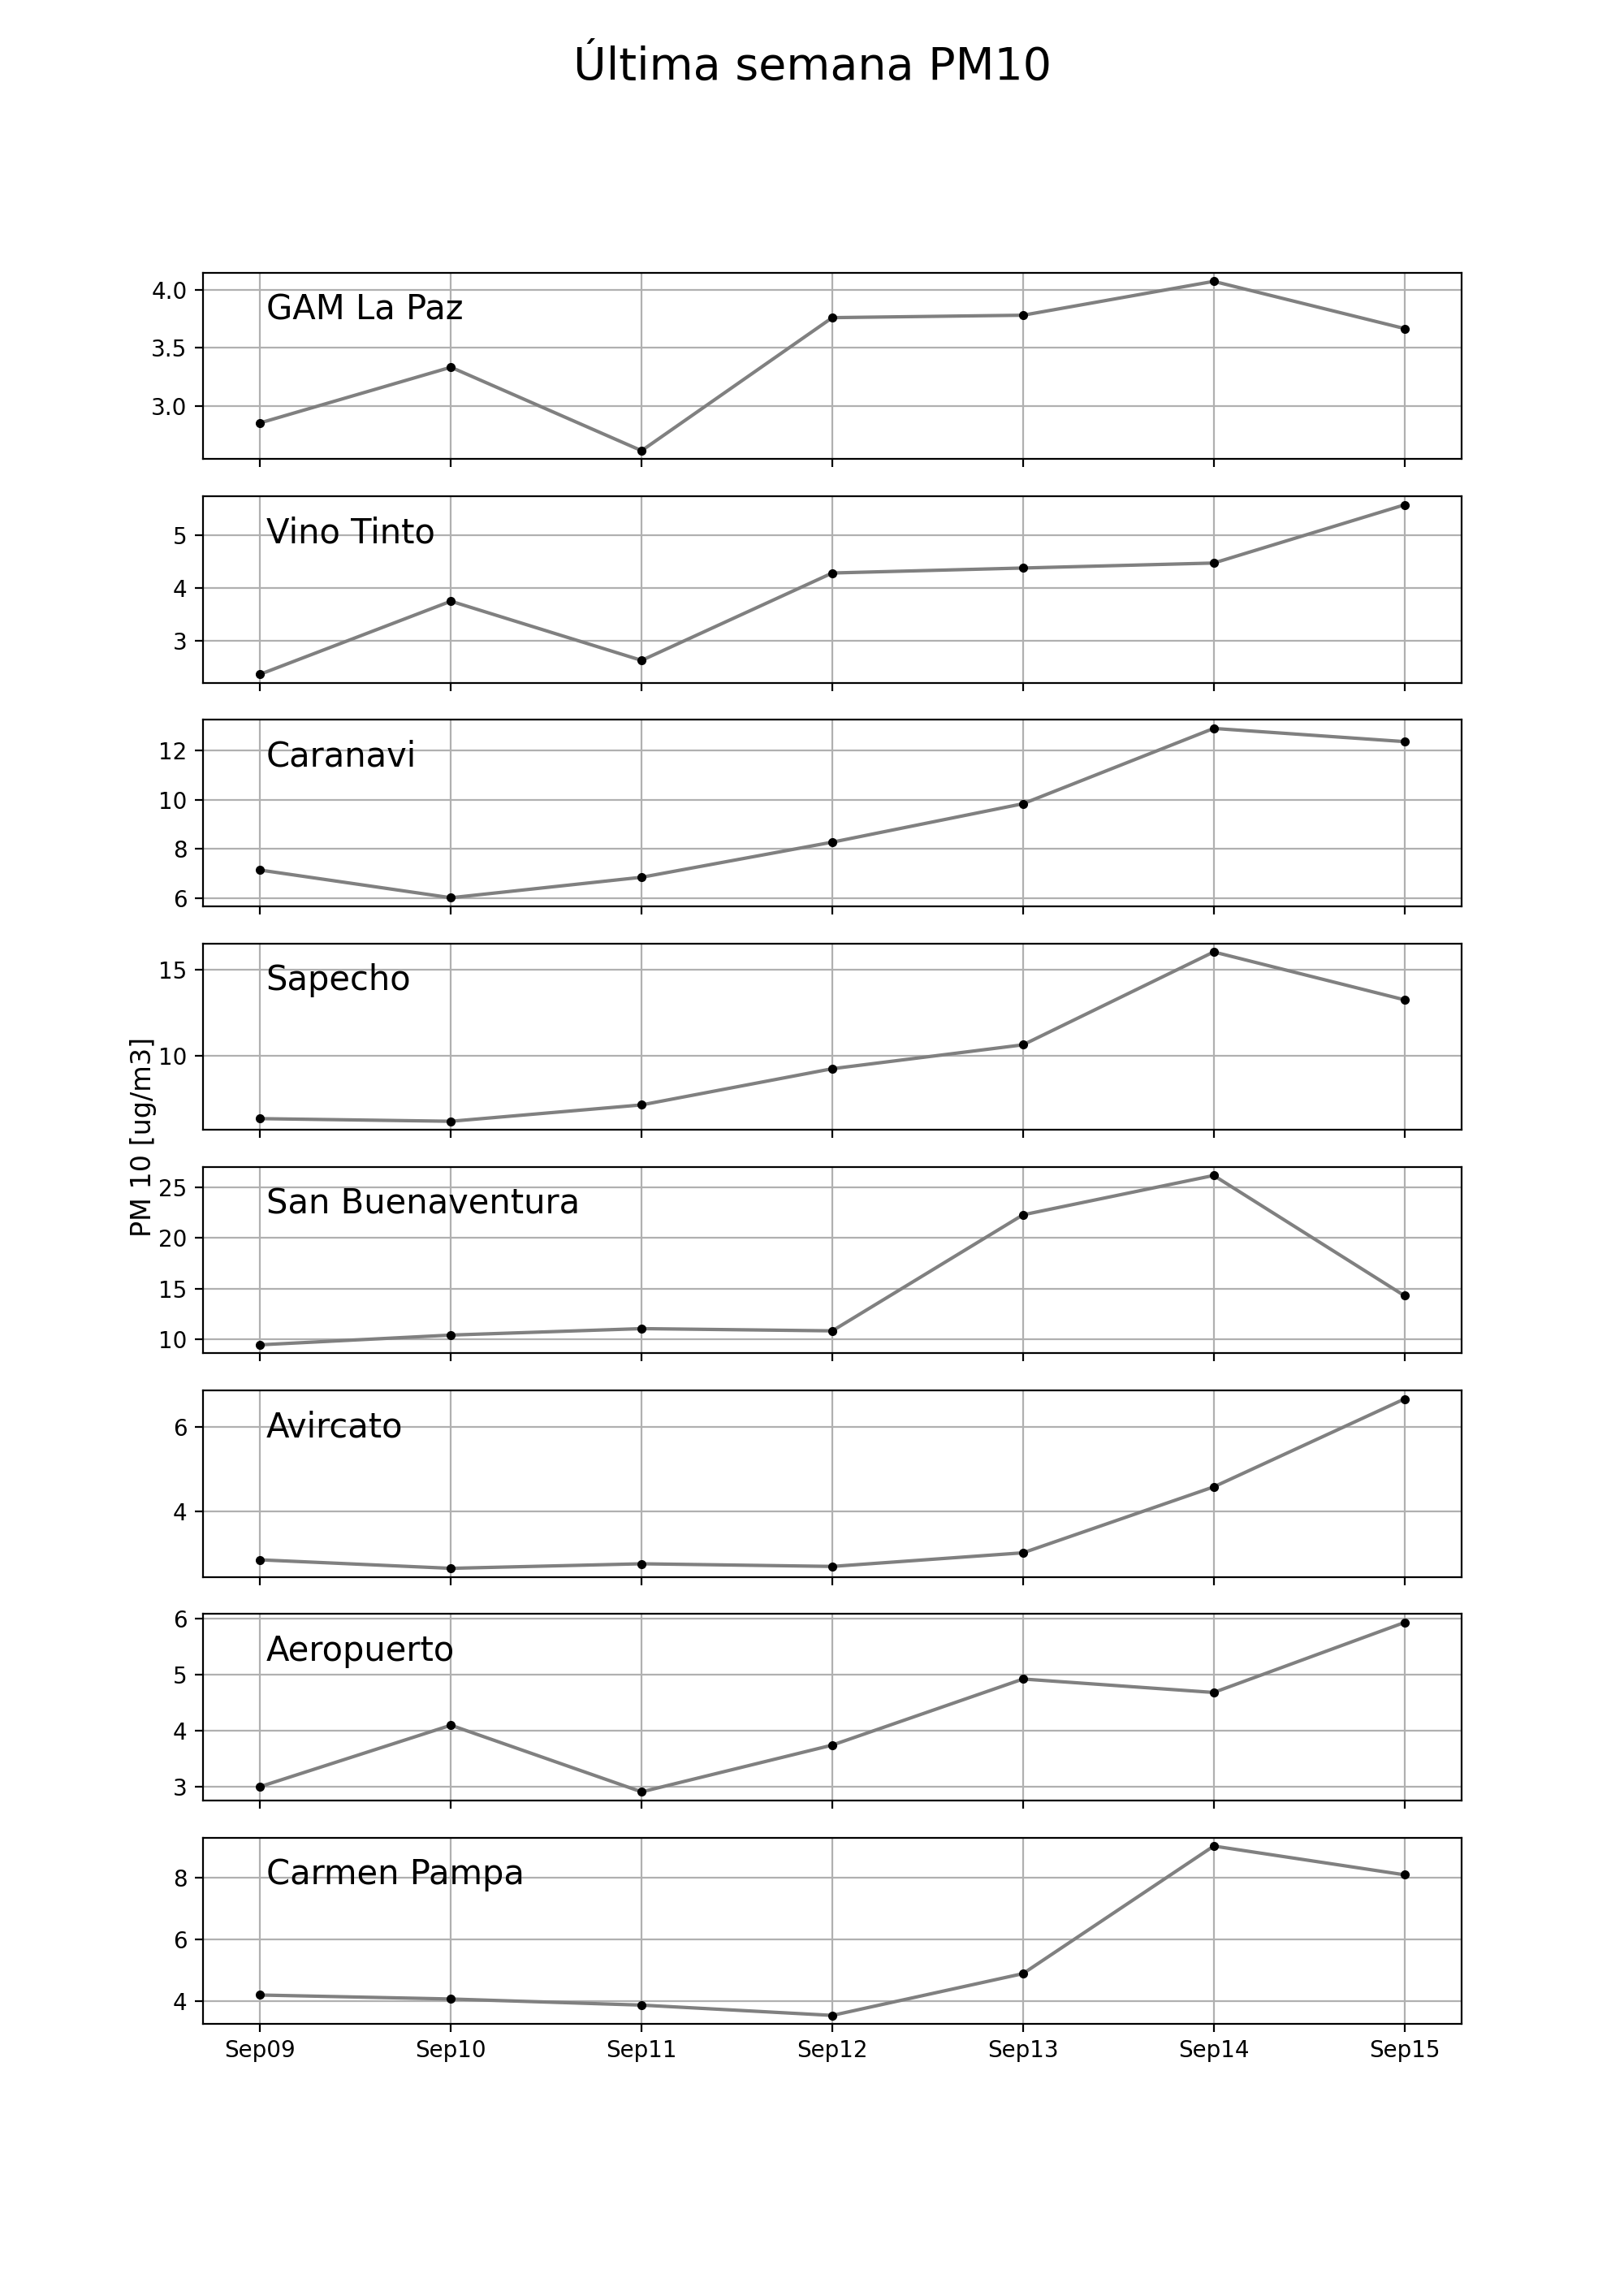 Última semana PM10
GAM La Paz
4.0
3.5
3.0
Vino Tinto
5
4
3
Caranavi
12
10
8
6
Sapecho
15
10
PM 10 [ug/m3]
San Buenaventura
25
20
15
10
Avircato
6
4
Aeropuerto
6
5
4
3
Carmen Pampa
8
6
4
Sep09 Sep10 Sep11 Sep12 Sep13 Sep14 Sep15